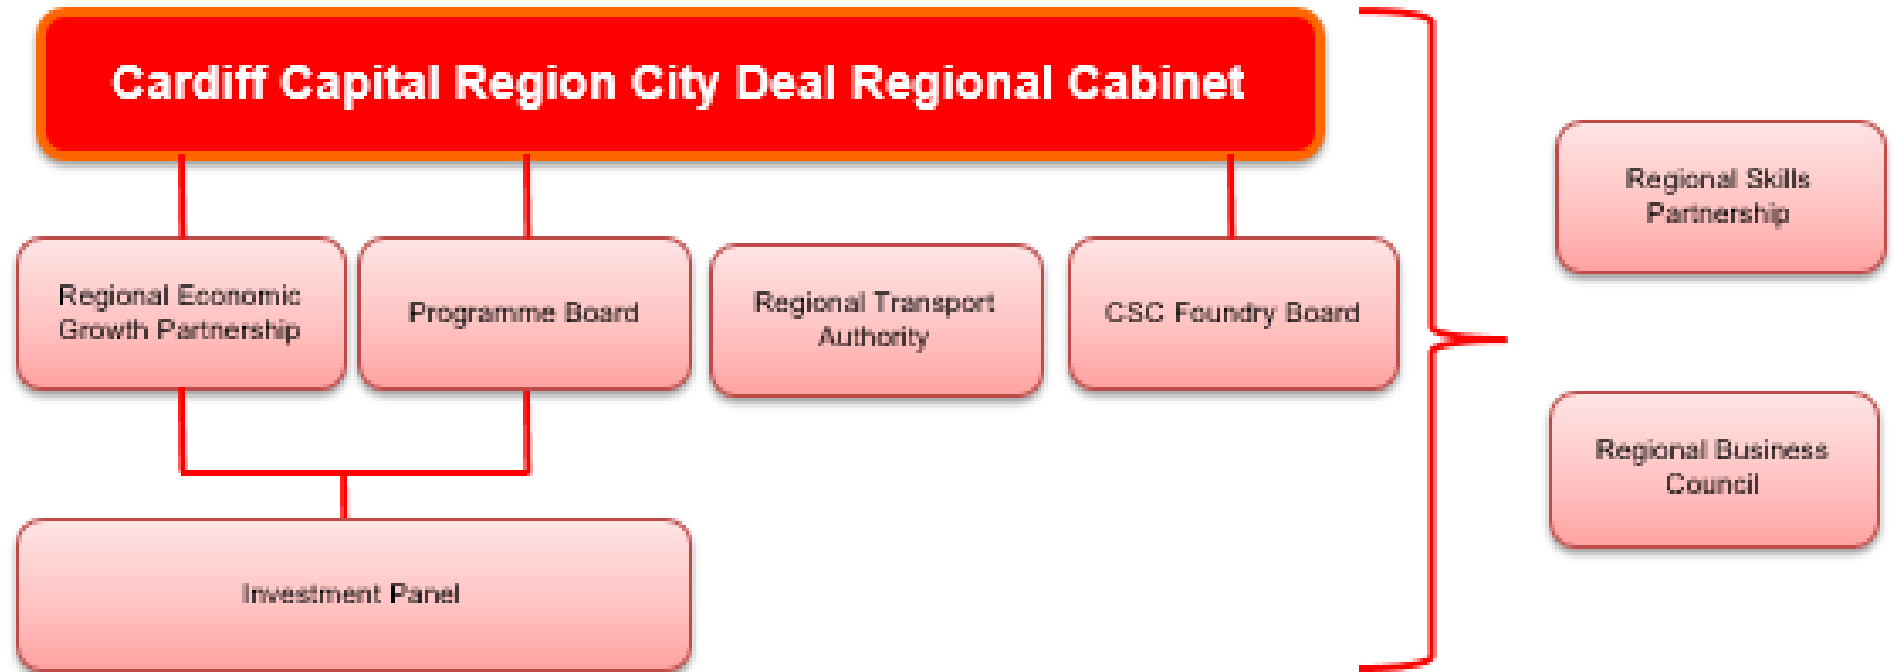 Cardiff Capital Region City Deal Regional Cabinet
Regional Economic
Growth Partnership
Programme Board
Regional Transport
Authority
CSC Foundry Board
Regional Skills
Partnership
Regional Business
Council
Investment Panel